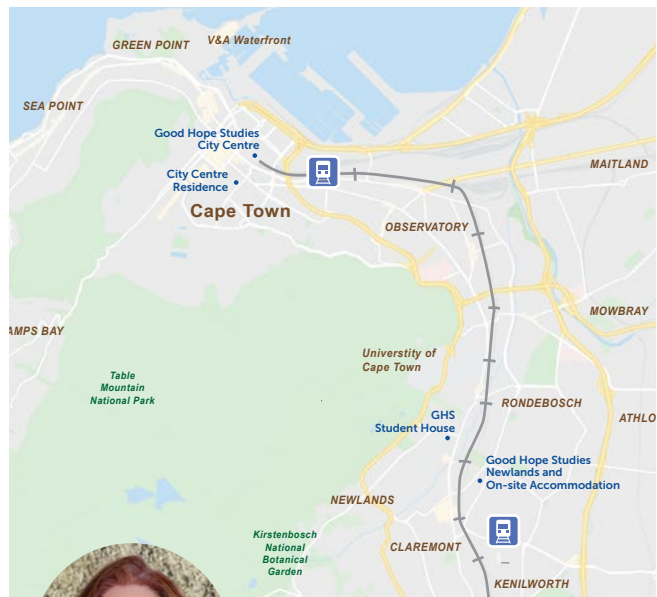 V&A Waterfront
GREEN POINT
SEA POINT
Good Hope Studies
City Centre
MAITLAND
City Centre
Residence
Cape Town
OBSERVATORY
MOWBRAY
AMPS BAY
Universtity of
Cape Town
Table
Mountain
National Park
RONDEBOSCH
GHS
Student House
ATHLO
Good Hope Studies
Newlands and
On-site Accommodation
NEWLANDS
Kirstenbosch
National
Botanical
Garden
CLAREMONT
KENILWORTH